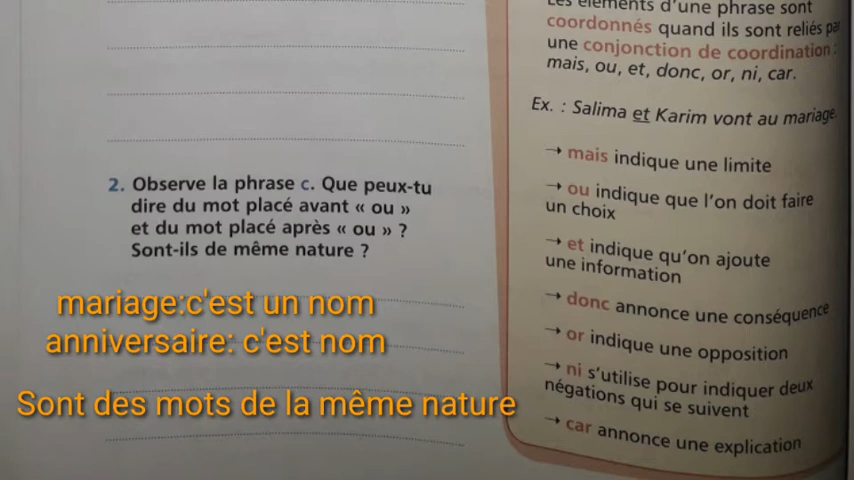 2. Observe la phrase c. Que peux-tu
dire du mot placé avant « ou »
et du mot placé après « ou » ?
Sont-ils de même nature ?
mariage:c'est un nom
anniversaire: c'est nom
Sont des mots de la même nature
Les éléments d'une phrase sont
coordonnés quand ils sont reliés par
une conjonction de coordination :
mais, ou, et, donc, or, ni, car.
Ex. : Salima et Karim vont au mariage.
→ mais indique une limite
→ ou indique que l'on doit faire
un choix
→ et indique qu'on ajoute
une information
→ donc annonce une conséquence
→ or indique une opposition
→ ni s'utilise pour indiquer deux
négations qui se suivent
→ car annonce une explication